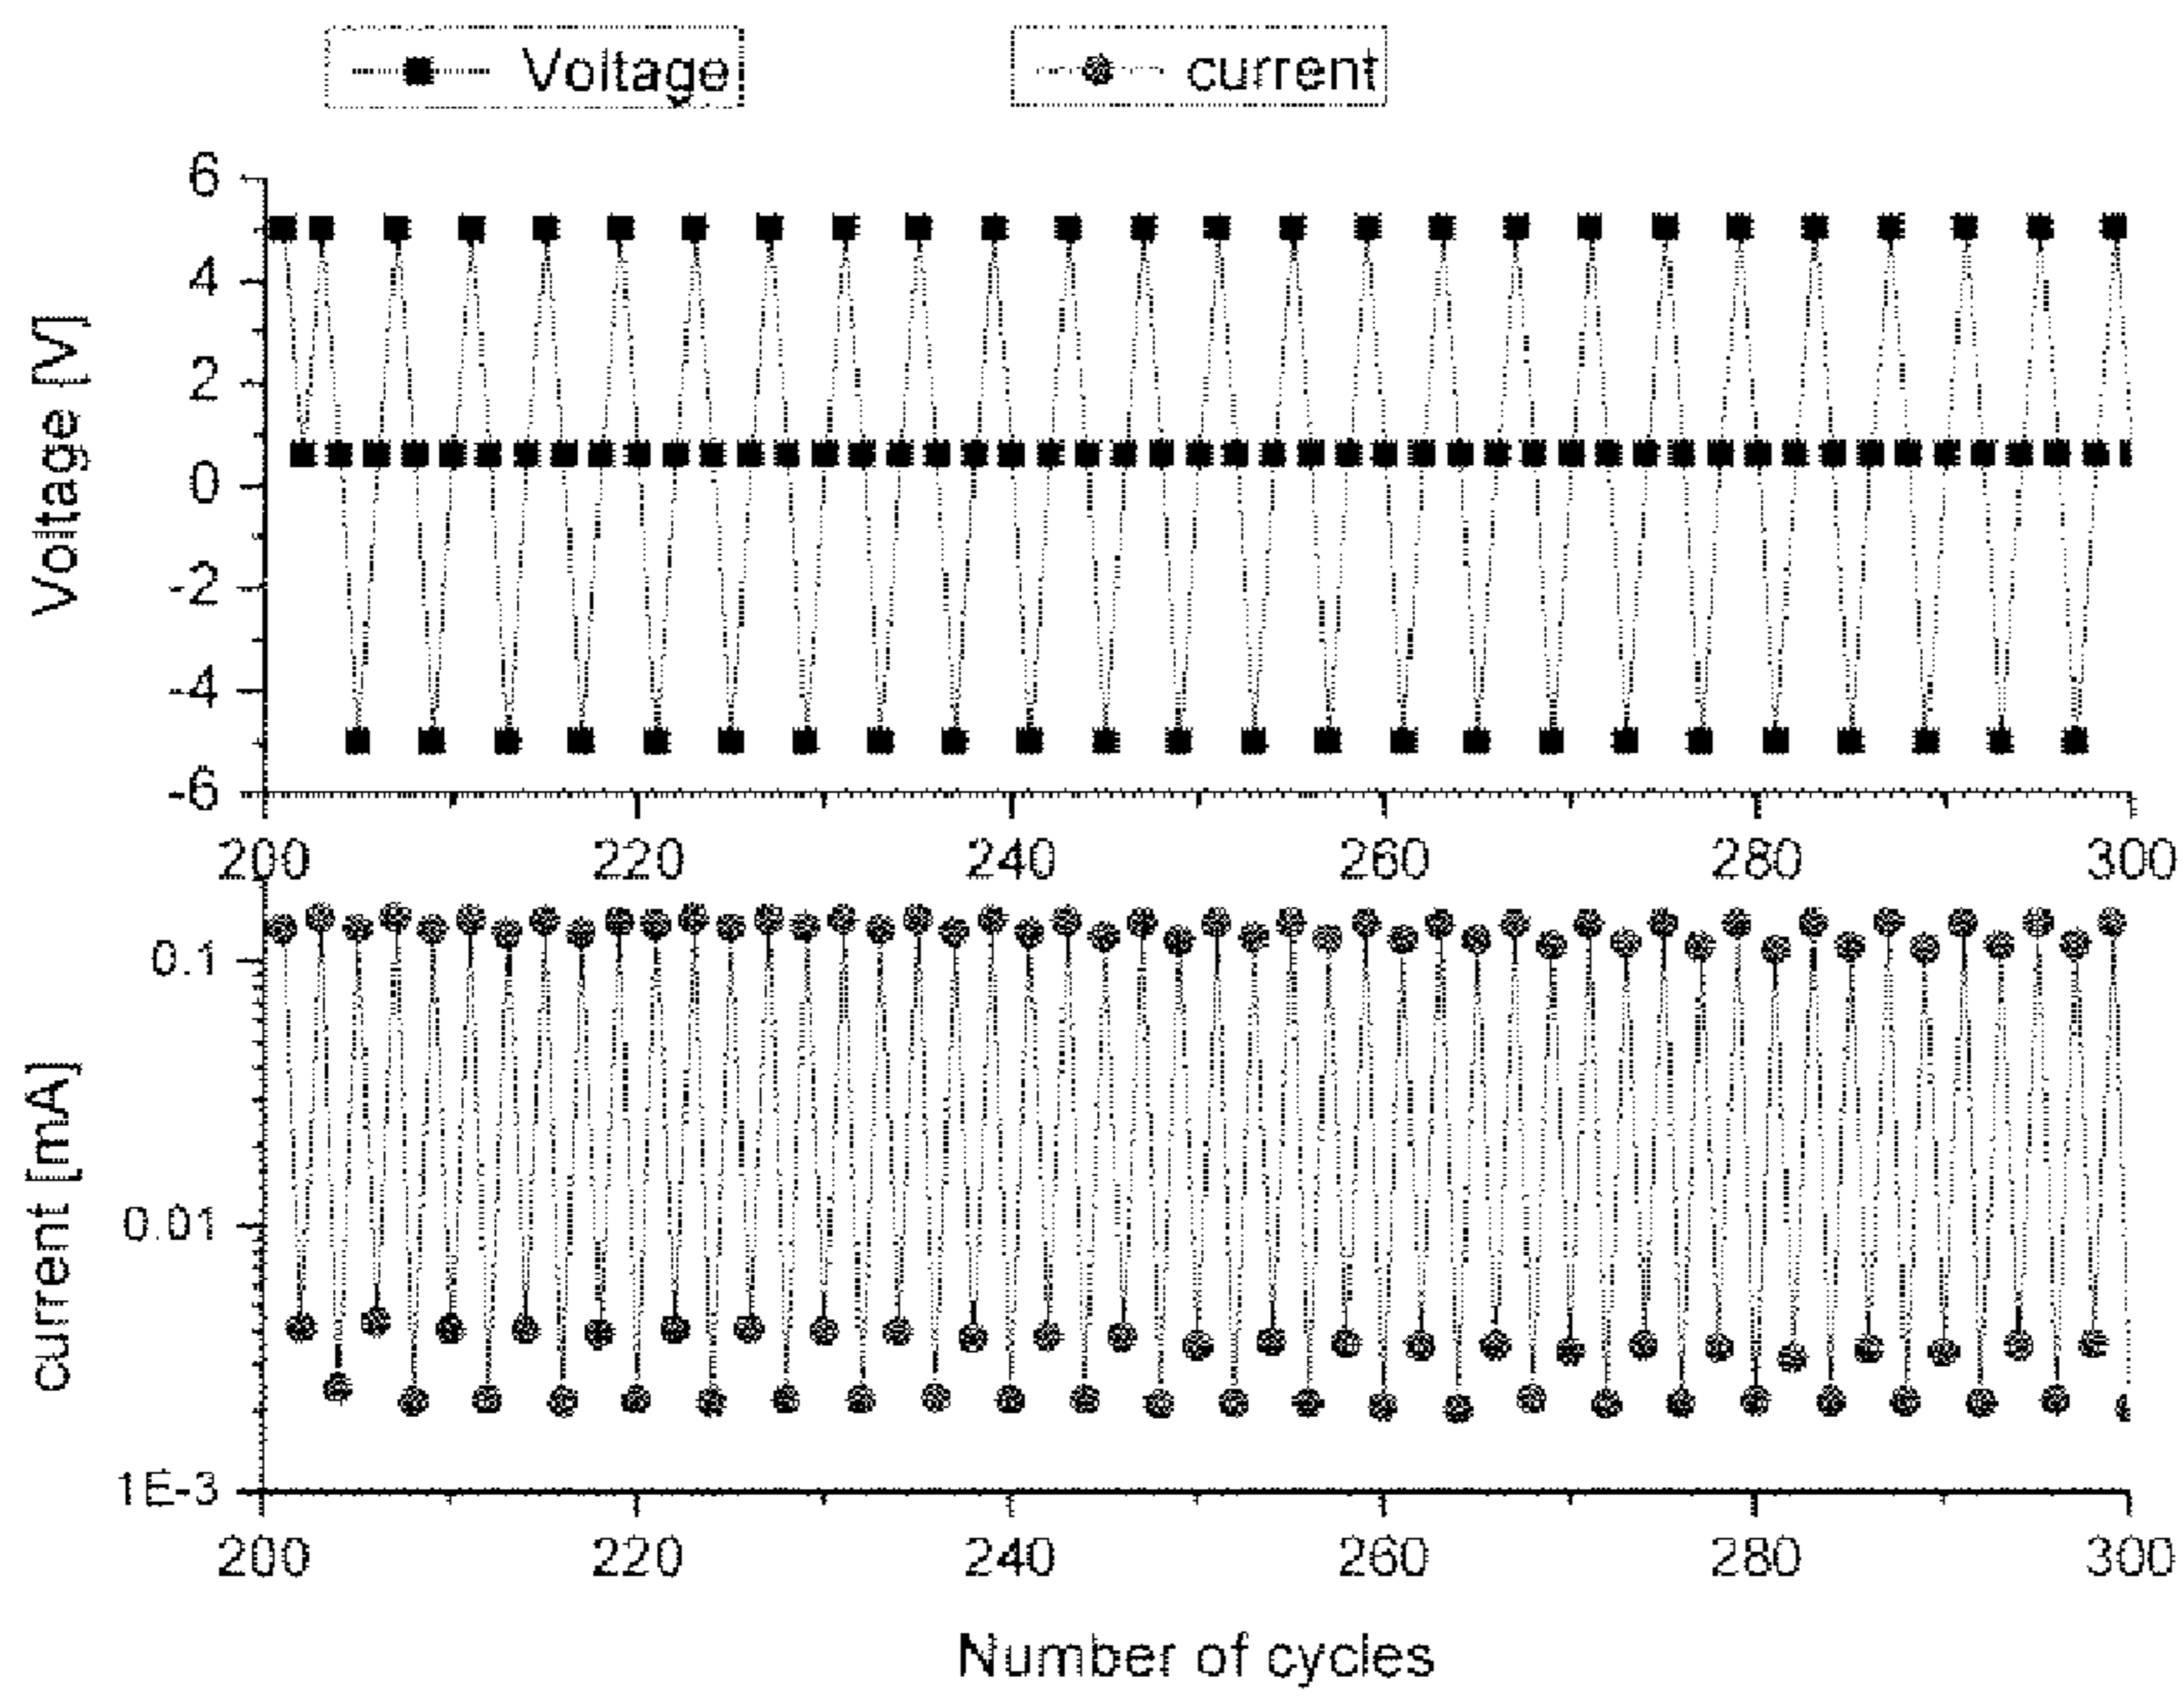 Voltage current
Voltage [V]
6
4
2
0
-2
-4
-6
200 220 240 260 280 300
current [mA]
0.1
0.01
1E-3
200 220 240 260 280 300
Number of cycles